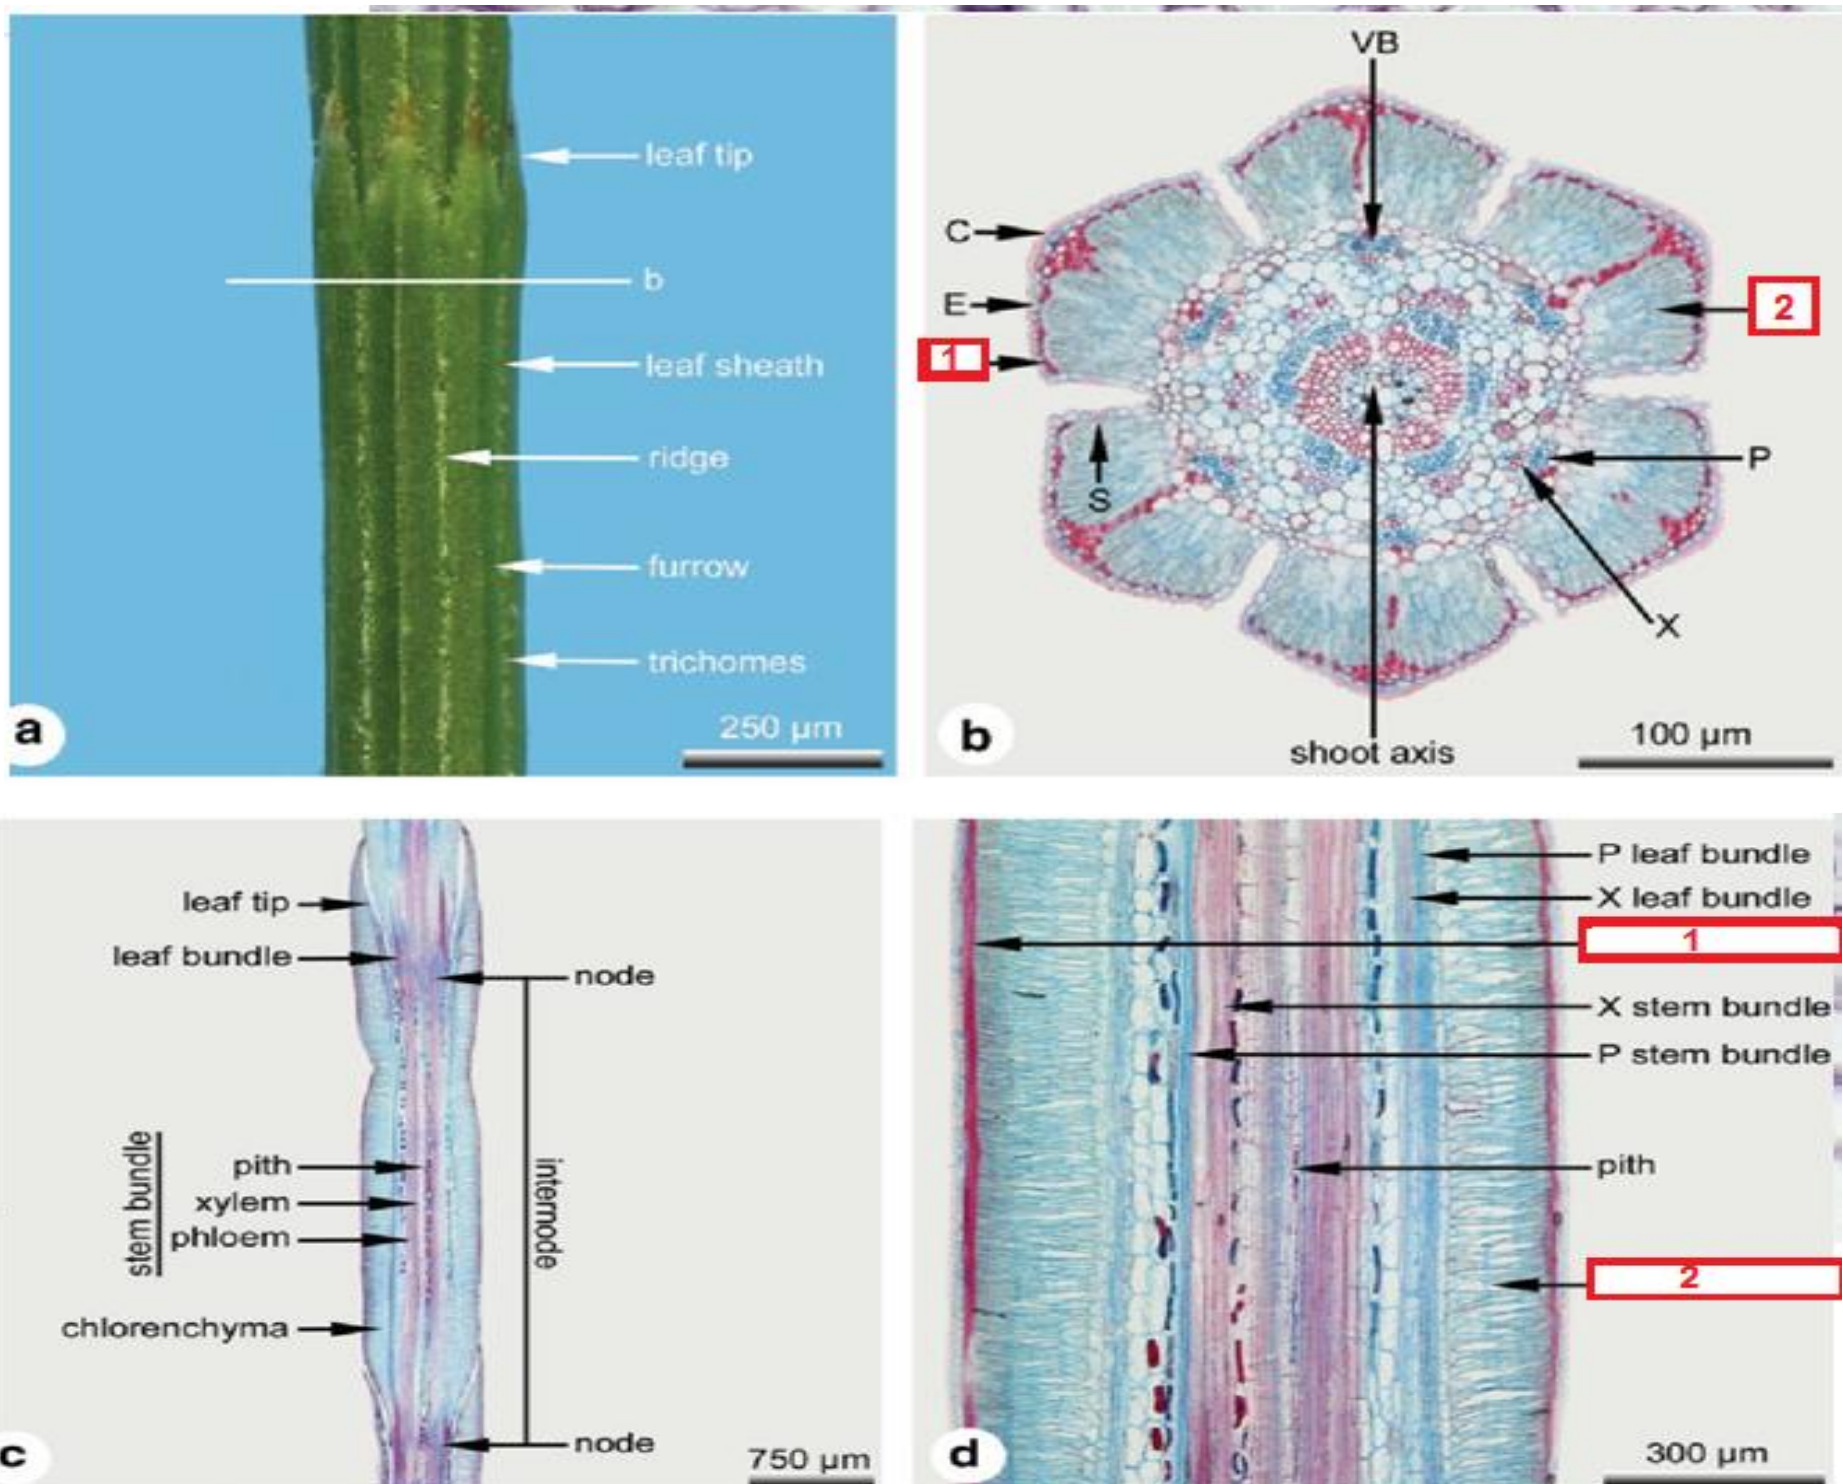 leaf tip
b
leaf sheath
ridge
furrow
trichomes
250 µm
a
VB
C
E
1
2
S
P
X
shoot axis
100 µm
b
leaf tip
leaf bundle
node
internode
stem bundle
pith
xylem
phloem
chlorenchyma
node
750 µm
c
P leaf bundle
X leaf bundle
1
X stem bundle
P stem bundle
pith
2
300 µm
d